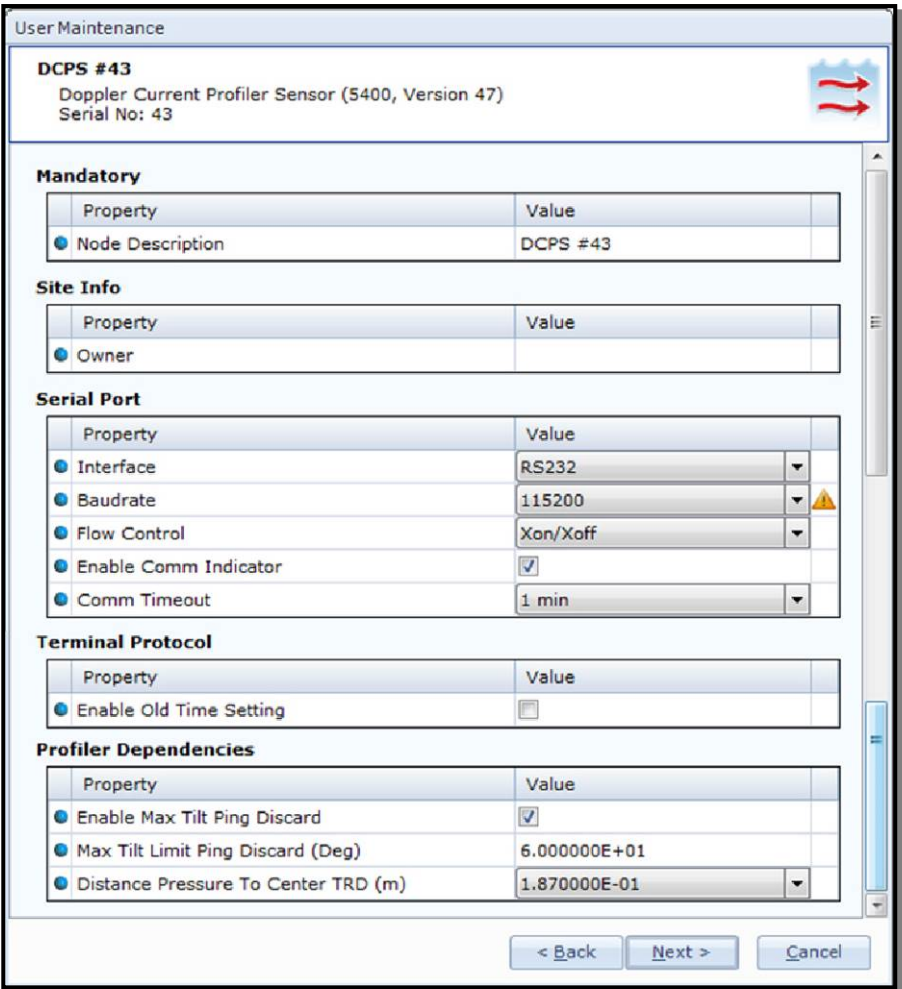 User Maintenance
DCPS #43
Doppler Current Profiler Sensor (5400, Version 47)
Serial No: 43
Mandatory
Property Value
Node Description DCPS #43
Site Info
Property Value
Owner
Serial Port
Property Value
Interface RS232
Baudrate 115200
Flow Control Xon/Xoff
Enable Comm Indicator
Comm Timeout 1 min
Terminal Protocol
Property Value
Enable Old Time Setting
Profiler Dependencies
Property Value
Enable Max Tilt Ping Discard
Max Tilt Limit Ping Discard (Deg) 6.000000E+01
Distance Pressure To Center TRD (m) 1.870000E-01
< Back Next > Cancel